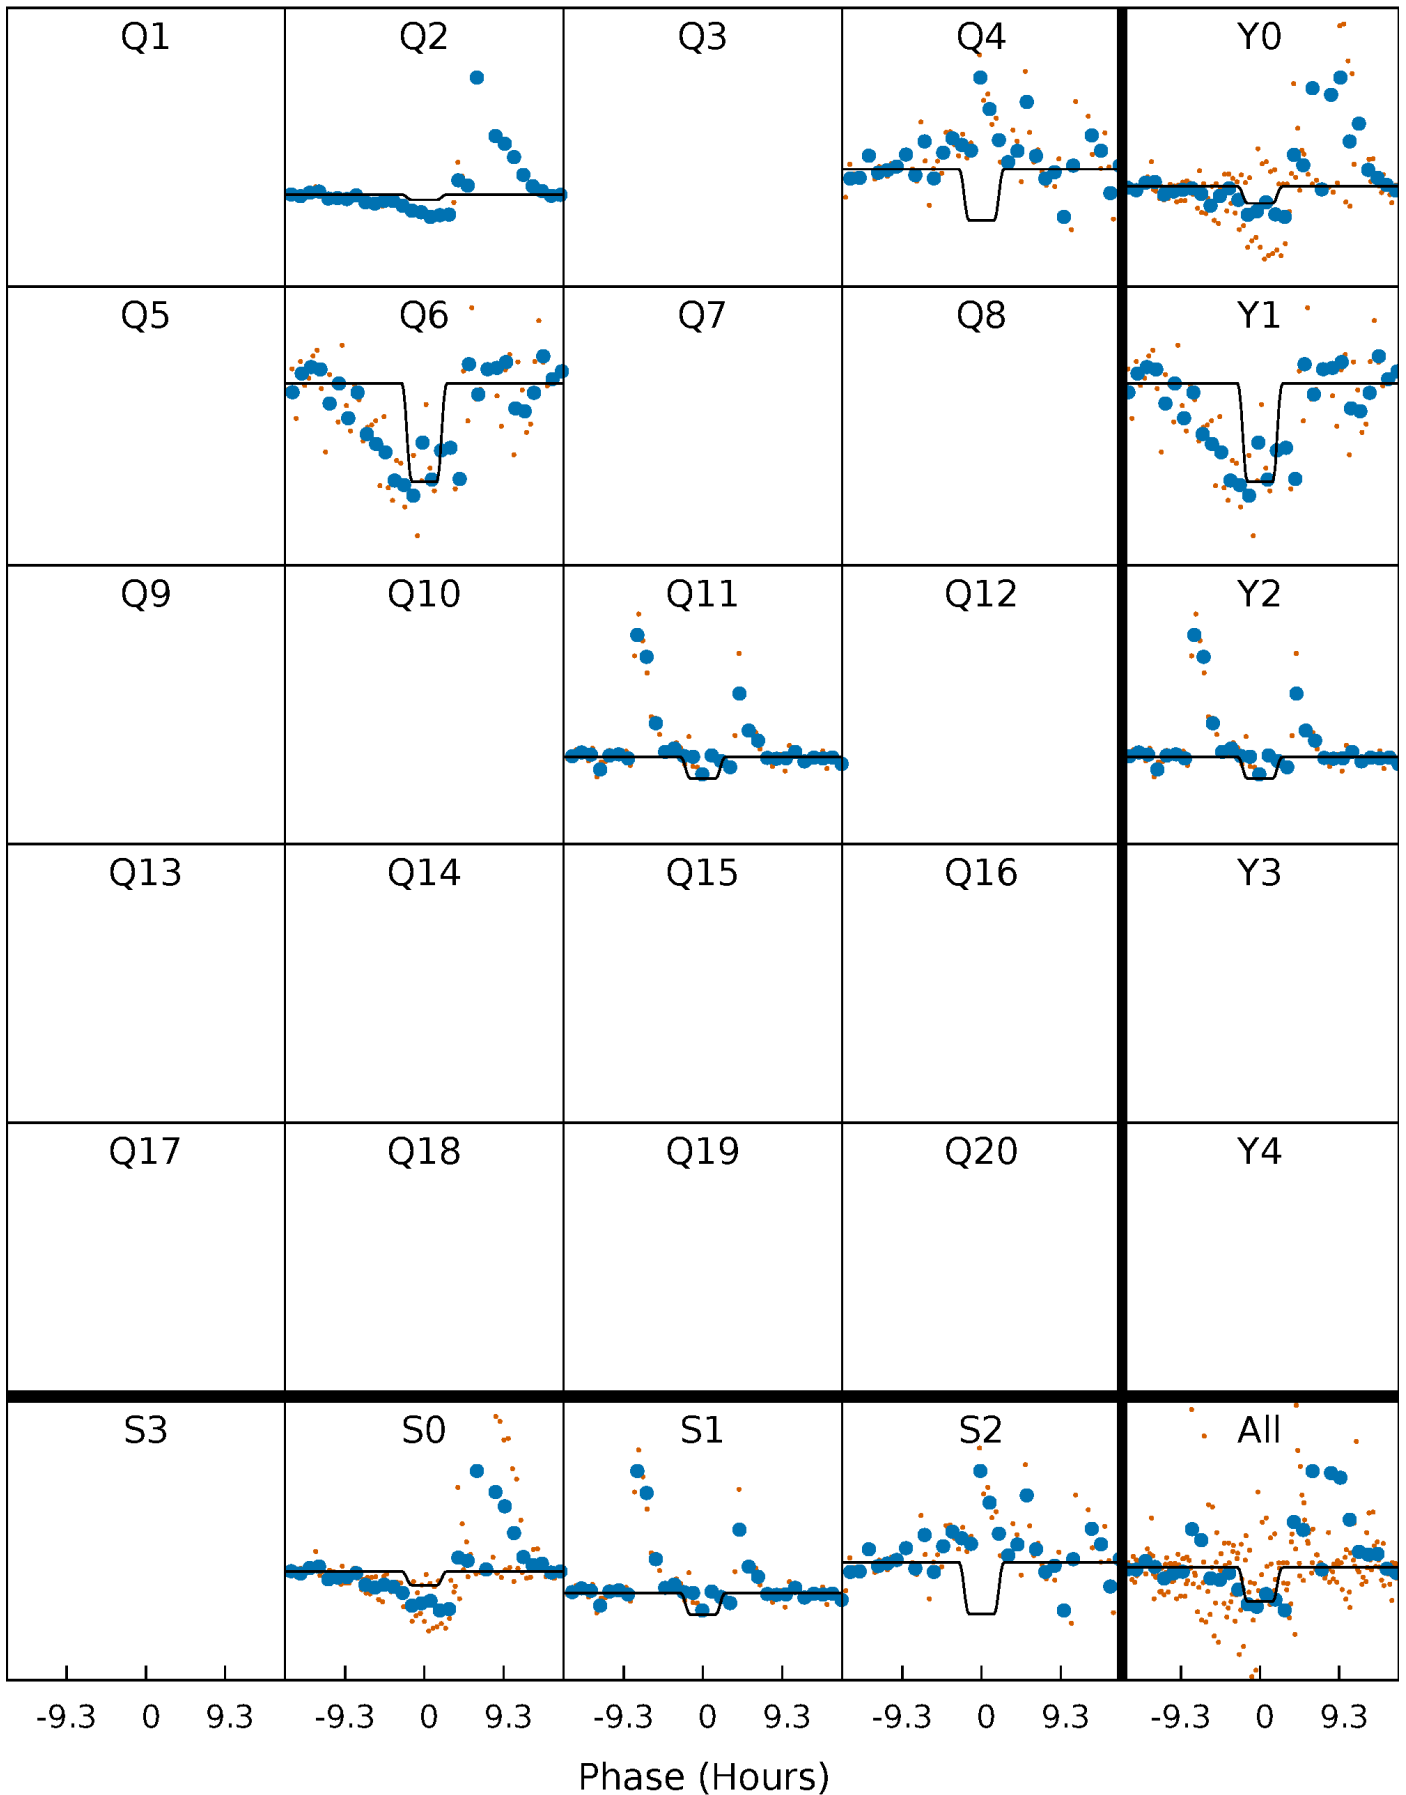 Q1 Q2 Q3 Q4 Y0
Q5 Q6 Q7 Q8 Y1
Q9 Q10 Q11 Q12 Y2
Q13 Q14 Q15 Q16 Y3
Q17 Q18 Q19 Q20 Y4
S3 S0 S1 S2 All
-9.3 0 9.3 -9.3 0 9.3 -9.3 0 9.3 -9.3 0 9.3 -9.3 0 9.3
Phase (Hours)